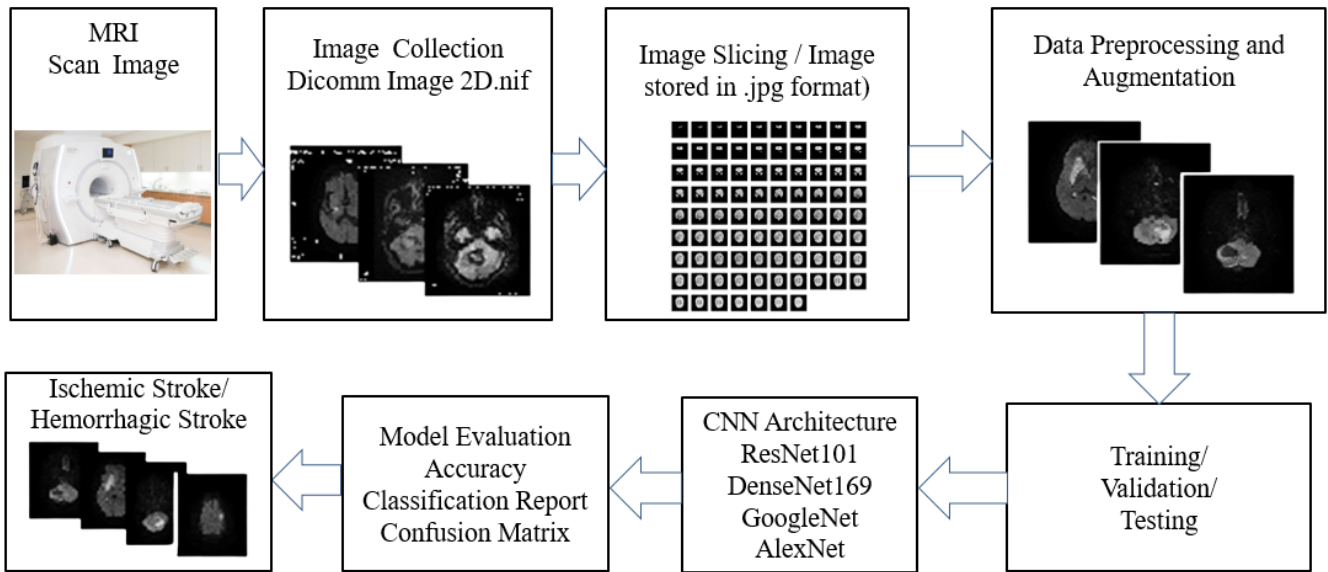 MRI
Scan Image
Image Collection
Dicomm Image 2D.nif
Image Slicing / Image
stored in .jpg format)
Data Preprocessing and
Augmentation
Training/
Validation/
Testing
CNN Architecture
ResNet101
DenseNet169
GoogleNet
AlexNet
Model Evaluation
Accuracy
Classification Report
Confusion Matrix
Ischemic Stroke/
Hemorrhagic Stroke